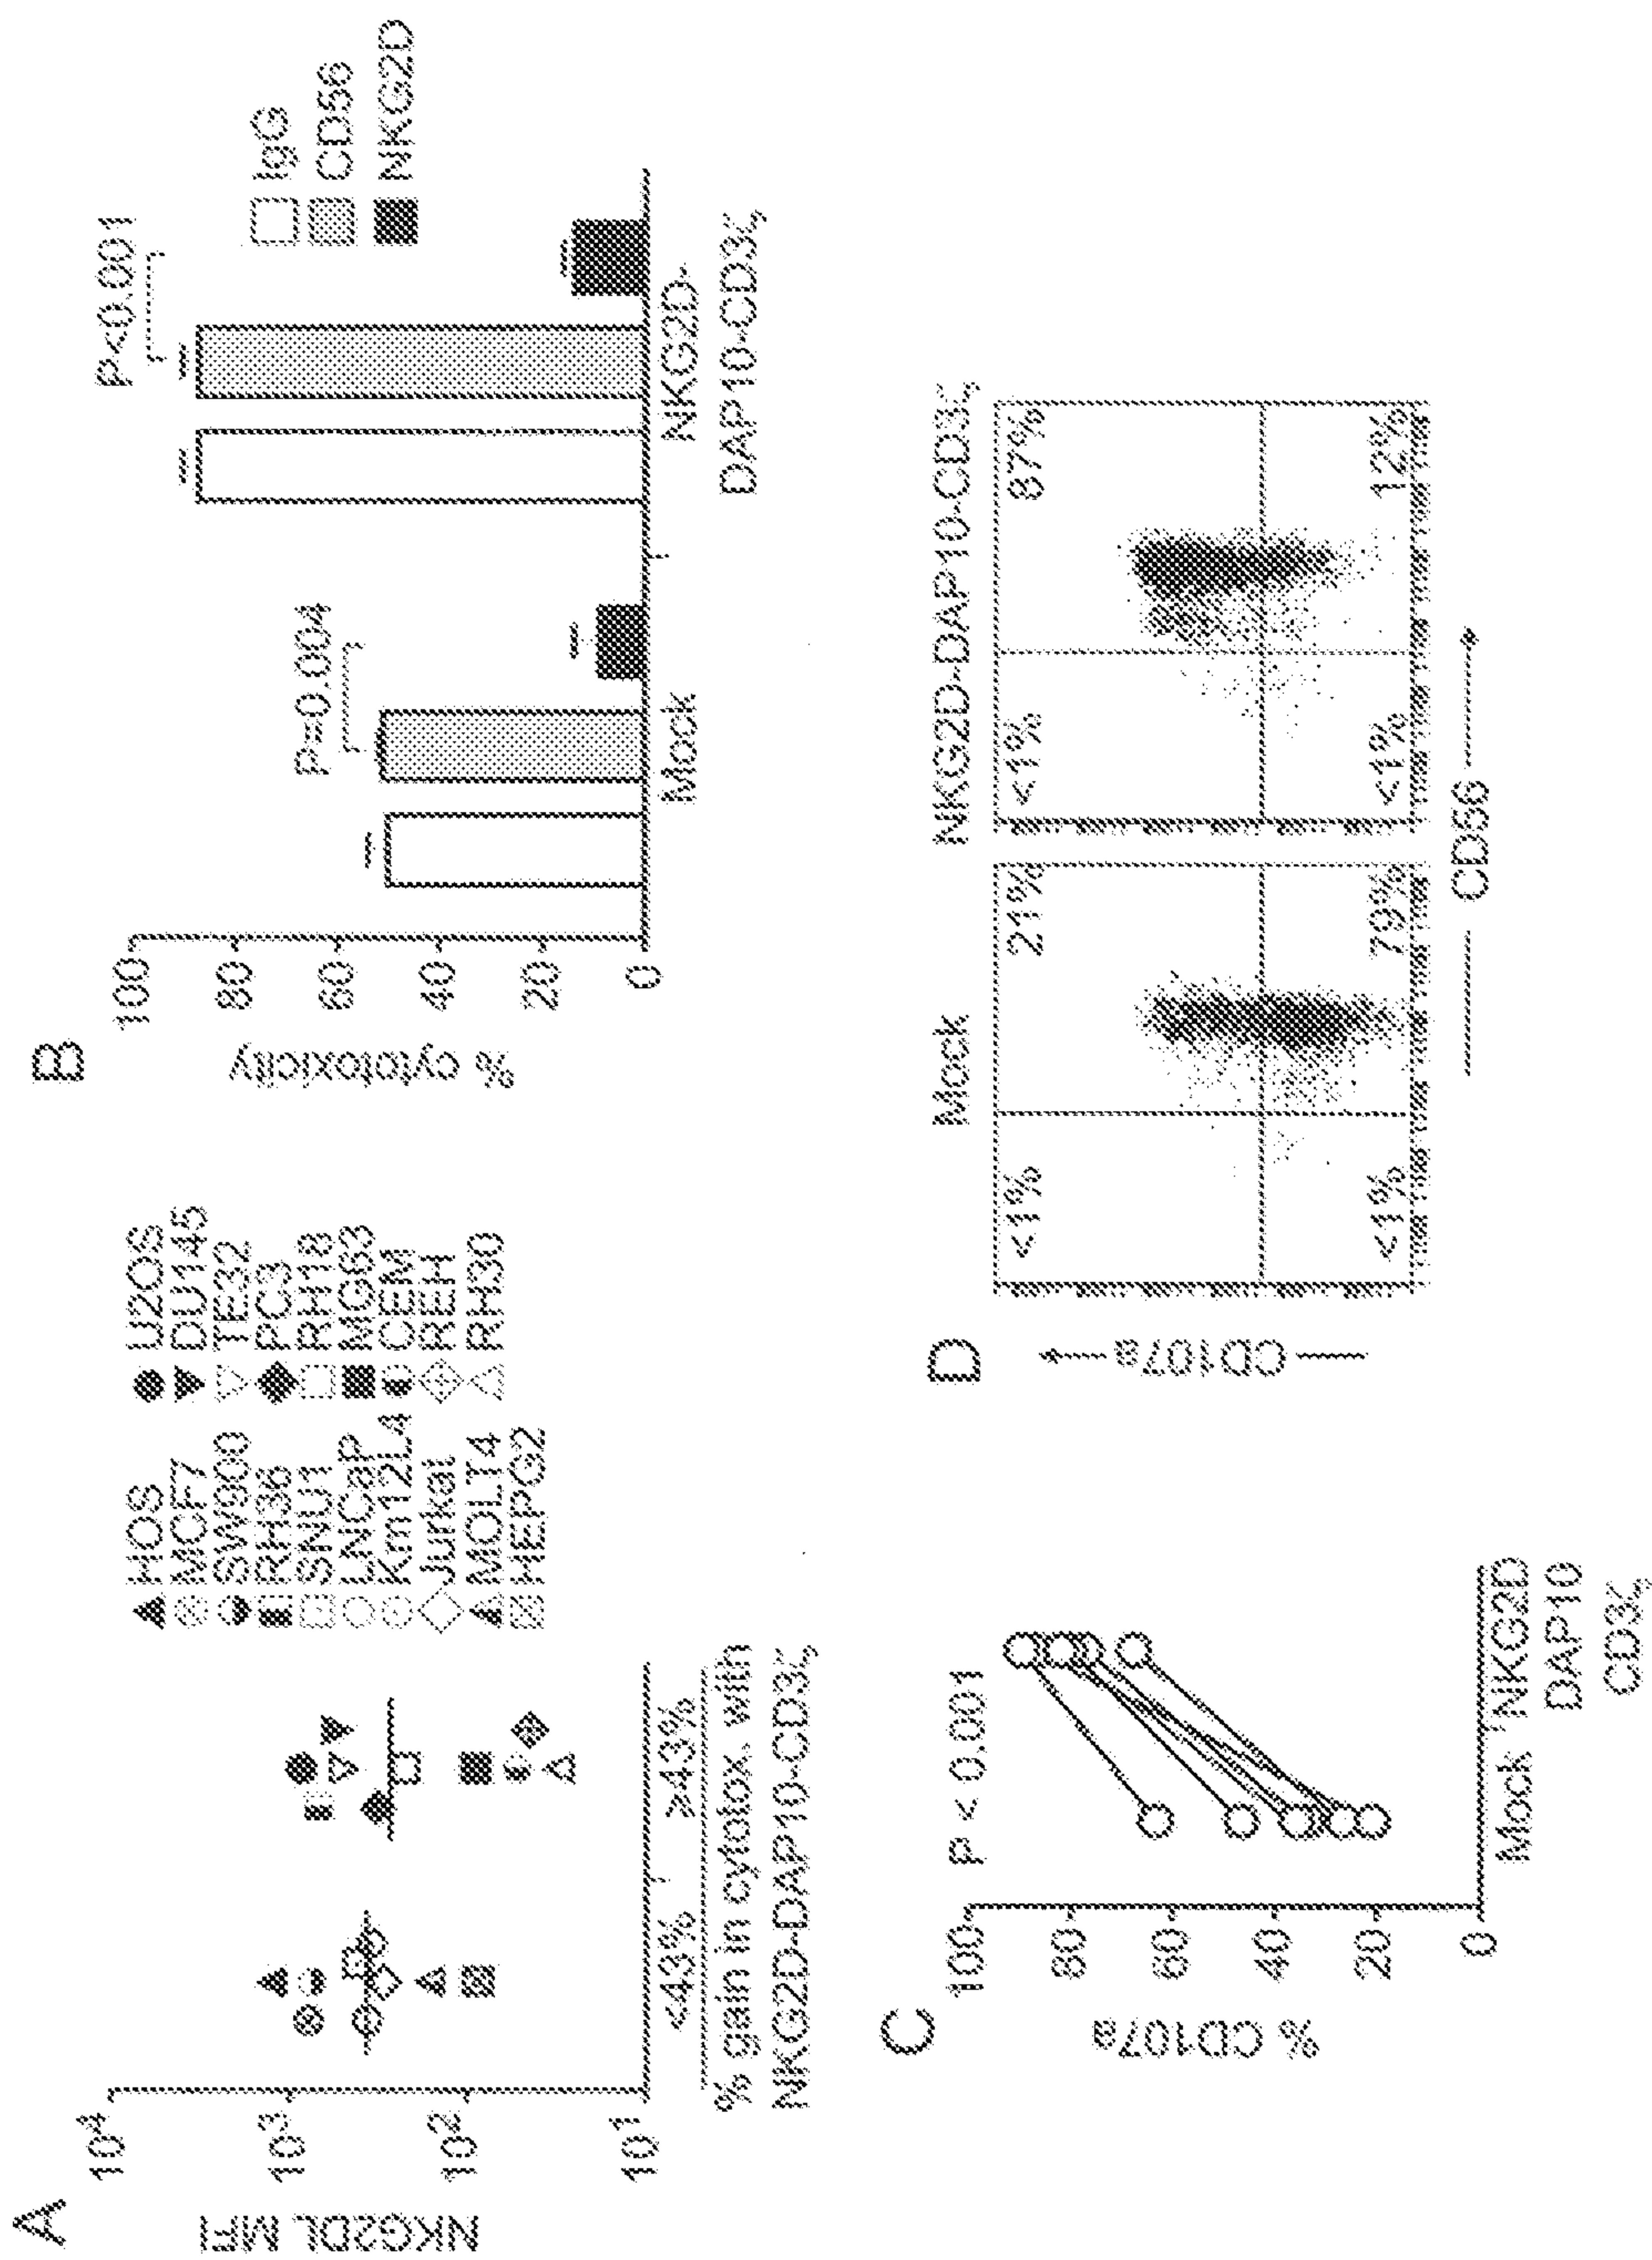 A
NKG2DL MFI
10⁴
10³
10²
10¹
<43%
≥43%
% gain in cytotox. with
NKG2D-DAP10-CD3ζ
HOS
MCF7
SW900
RH36
SNU1
LNCaP
Km12L4
Jurkat
MOLT4
HEPG2
U2OS
DU145
TE32
PC3
RH18
MG63
CEM
REH
RH30
B
% cytotoxicity
100
80
60
40
20
0
P=0.004
P<0.001
IgG
CD56
NKG2D
Mock
NKG2D-
DAP10-CD3ζ
C
% CD107a
100
80
60
40
20
0
P < 0.001
Mock NKG2D
DAP10
CD3ζ
D
CD107a
Mock
<1%
21%
<1%
79%
NKG2D-DAP10-CD3ζ
<1%
87%
<1%
12%
CD56